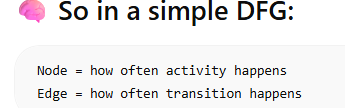 🧠 So in a simple DFG:
Node = how often activity happens
Edge = how often transition happens